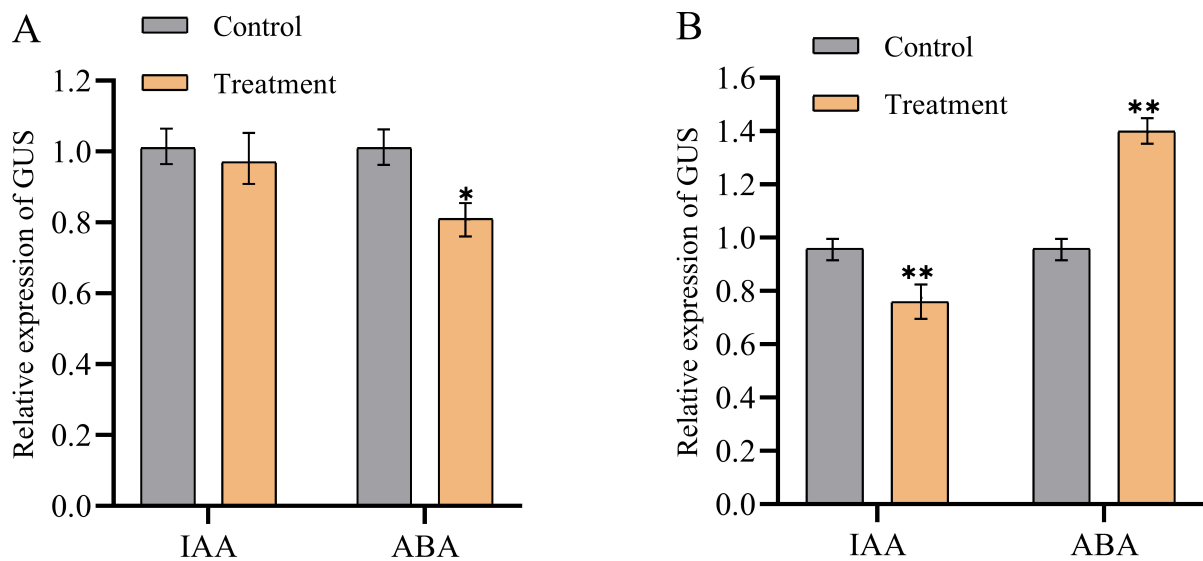 A
Control
Treatment
Relative expression of GUS
1.2
1.0
0.8
0.6
0.4
0.2
0.0
*
IAA
ABA
B
Control
Treatment
Relative expression of GUS
1.6
1.4
1.2
1.0
0.8
0.6
0.4
0.2
0.0
**
**
IAA
ABA